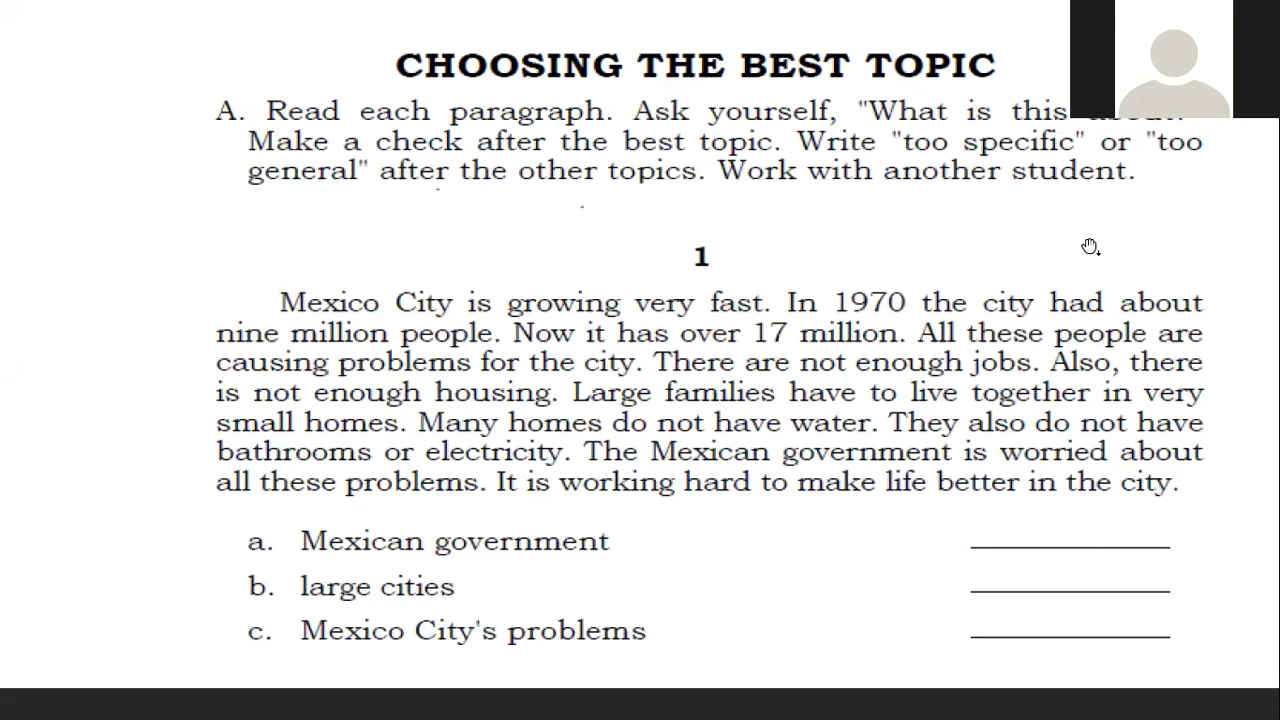 CHOOSING THE BEST TOPIC
A. Read each paragraph. Ask yourself, "What is this
Make a check after the best topic. Write "too specific" or "too
general" after the other topics. Work with another student.
1
Mexico City is growing very fast. In 1970 the city had about
nine million people. Now it has over 17 million. All these people are
causing problems for the city. There are not enough jobs. Also, there
is not enough housing. Large families have to live together in very
small homes. Many homes do not have water. They also do not have
bathrooms or electricity. The Mexican government is worried about
all these problems. It is working hard to make life better in the city.
a. Mexican government
b. large cities
c. Mexico City's problems